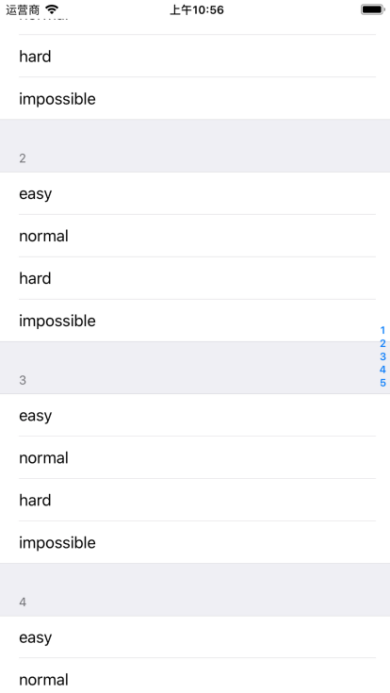 运营商 上午10:56
hard
impossible
2
easy
normal
hard
impossible
1
2
3
4
5
3
easy
normal
hard
impossible
4
easy
normal